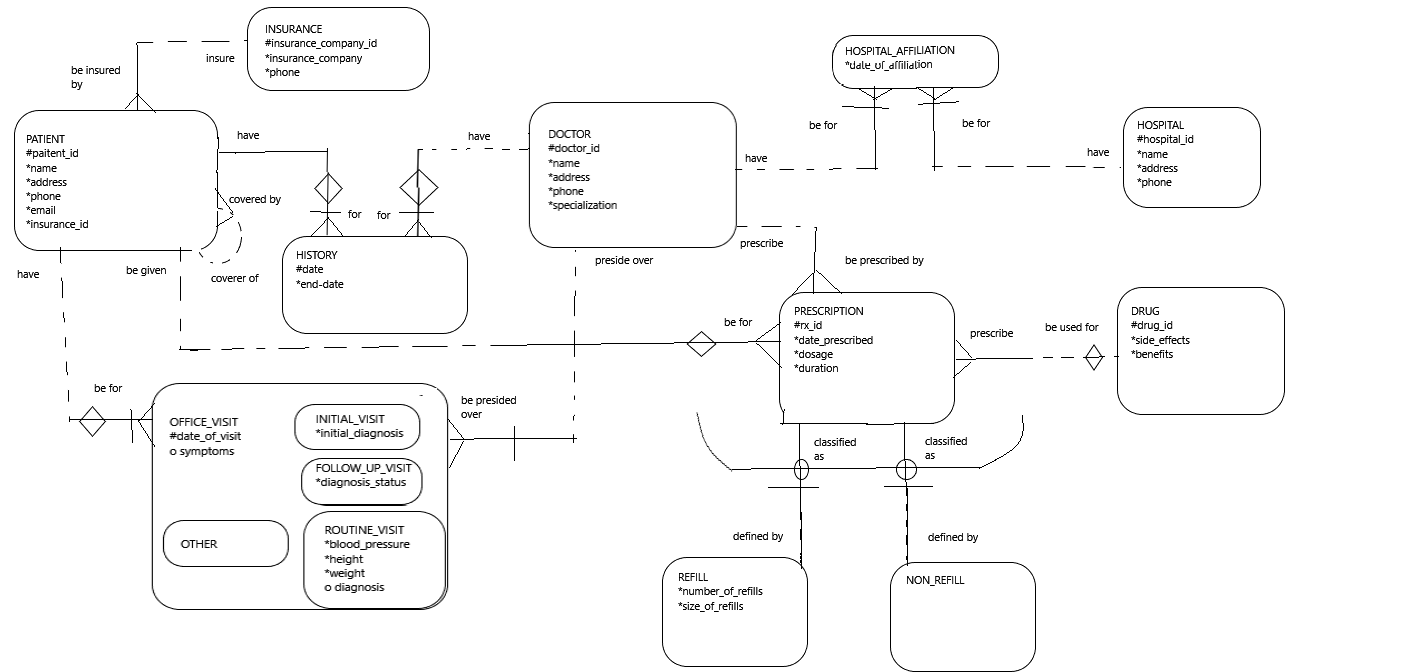 INSURANCE
#insurance_company_id
*insurance_company
*phone
insure
be insured
by
PATIENT
#paitent_id
*name
*address
*phone
*email
*insurance_id
have
covered by
coverer of
have
be given
for
for
have
HISTORY
#date
*end-date
DOCTOR
#doctor_id
*name
*address
*phone
*specialization
have
be for
HOSPITAL_AFFILIATION
*date_of_affiliation
be for
have
HOSPITAL
#hospital_id
*name
*address
*phone
prescribe
preside over
be prescribed by
be for
PRESCRIPTION
#rx_id
*date_prescribed
*dosage
*duration
prescribe
be used for
DRUG
#drug_id
*side_effects
*benefits
be for
OFFICE_VISIT
#date_of_visit
o symptoms
INITIAL_VISIT
*initial_diagnosis
FOLLOW_UP_VISIT
*diagnosis_status
OTHER
ROUTINE_VISIT
*blood_pressure
*height
*weight
o diagnosis
be presided
over
classified
as
classified
as
defined by
defined by
REFILL
*number_of_refills
*size_of_refills
NON_REFILL